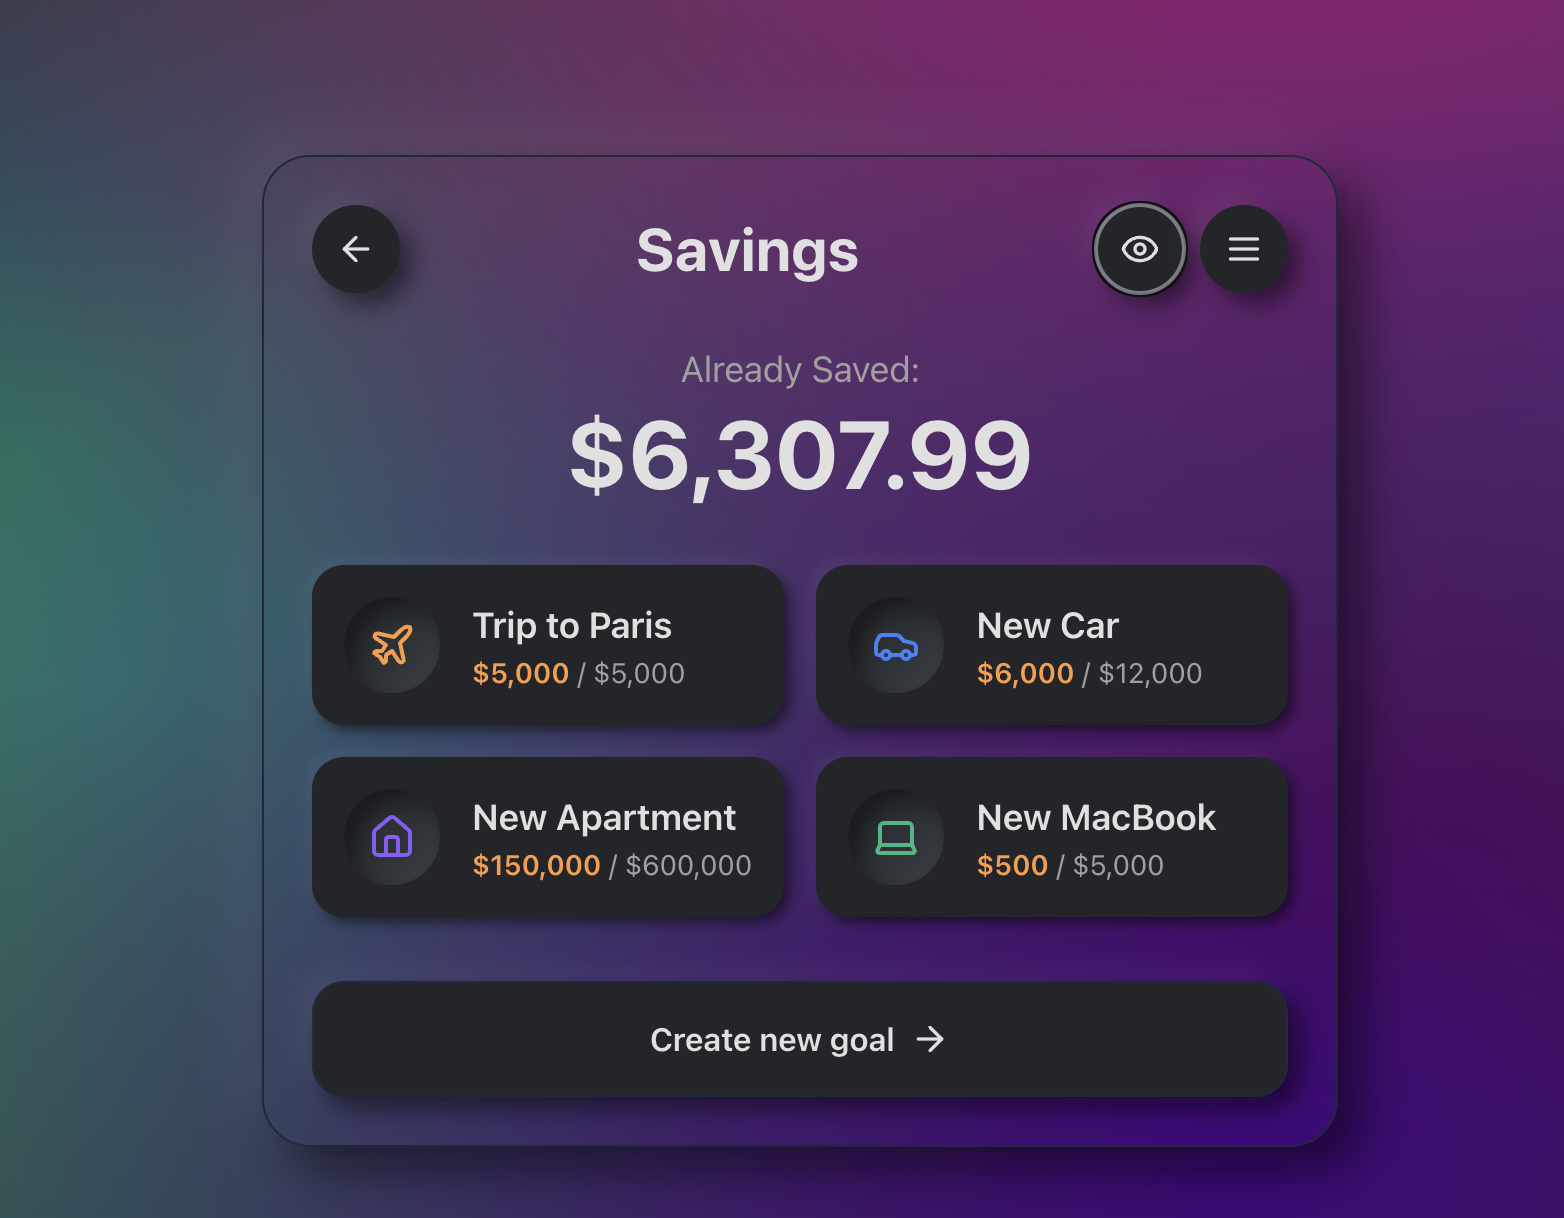 Savings
Already Saved:
$6,307.99
Trip to Paris
$5,000 / $5,000
New Car
$6,000 / $12,000
New Apartment
$150,000 / $600,000
New MacBook
$500 / $5,000
Create new goal